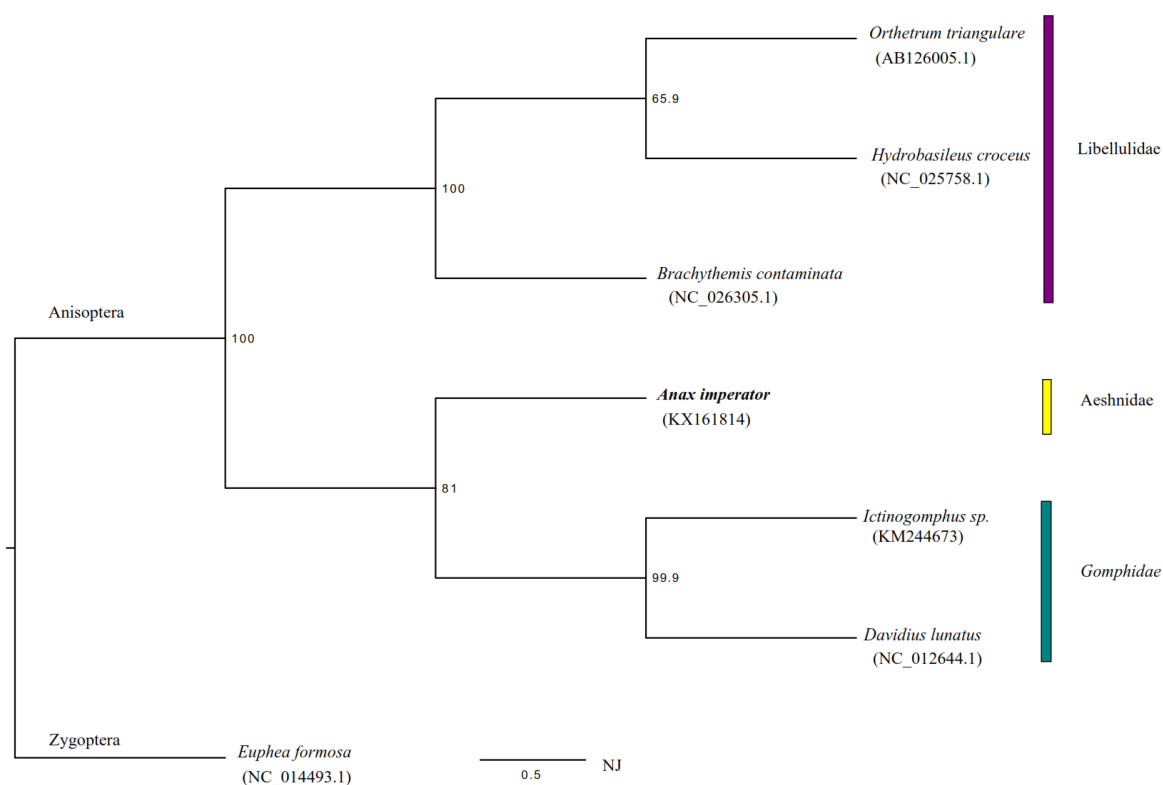 Orthetrum triangulare
(AB126005.1)
65.9
Hydrobasileus croceus
(NC_025758.1)
Libellulidae
100
Brachythemis contaminata
(NC_026305.1)
Anisoptera
100
Anax imperator
(KX161814)
Aeshnidae
81
Ictinogomphus sp.
(KM244673)
99.9
Gomphidae
Davidius lunatus
(NC_012644.1)
Zygoptera
Euphea formosa
(NC_014493.1)
0.5
NJ